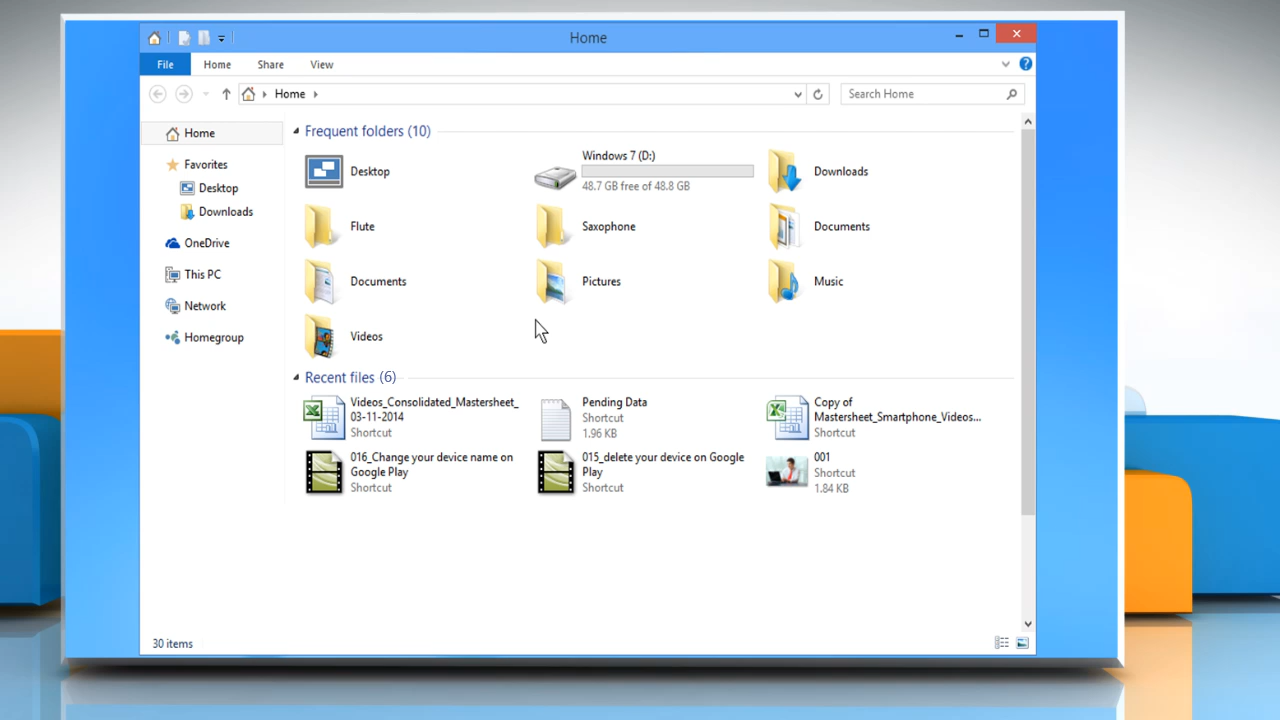 Home
File Home Share View
Home
Search Home
Home
Favorites
Desktop
Downloads
OneDrive
This PC
Network
Homegroup
Frequent folders (10)
Desktop
Windows 7 (D:)
48.7 GB free of 48.8 GB
Downloads
Flute
Saxophone
Documents
Documents
Pictures
Music
Videos
Recent files (6)
Videos_Consolidated_Mastersheet_
03-11-2014
Shortcut
Pending Data
Shortcut
1.96 KB
Copy of
Mastersheet_Smartphone_Videos...
Shortcut
016_Change your device name on
Google Play
Shortcut
015_delete your device on Google
Play
Shortcut
001
Shortcut
1.84 KB
30 items